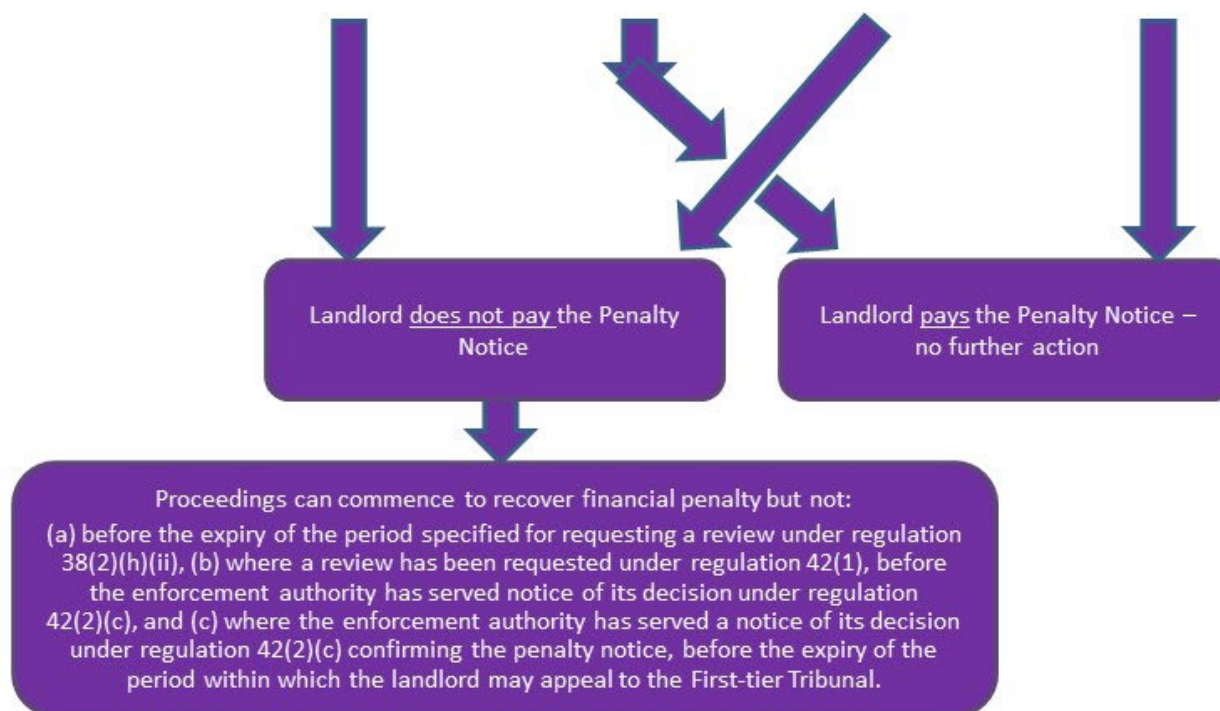 Landlord does not pay the Penalty
Notice
Landlord pays the Penalty Notice –
no further action
Proceedings can commence to recover financial penalty but not:
(a) before the expiry of the period specified for requesting a review under regulation
38(2)(h)(ii), (b) where a review has been requested under regulation 42(1), before
the enforcement authority has served notice of its decision under regulation
42(2)(c), and (c) where the enforcement authority has served a notice of its decision
under regulation 42(2)(c) confirming the penalty notice, before the expiry of the
period within which the landlord may appeal to the First-tier Tribunal.